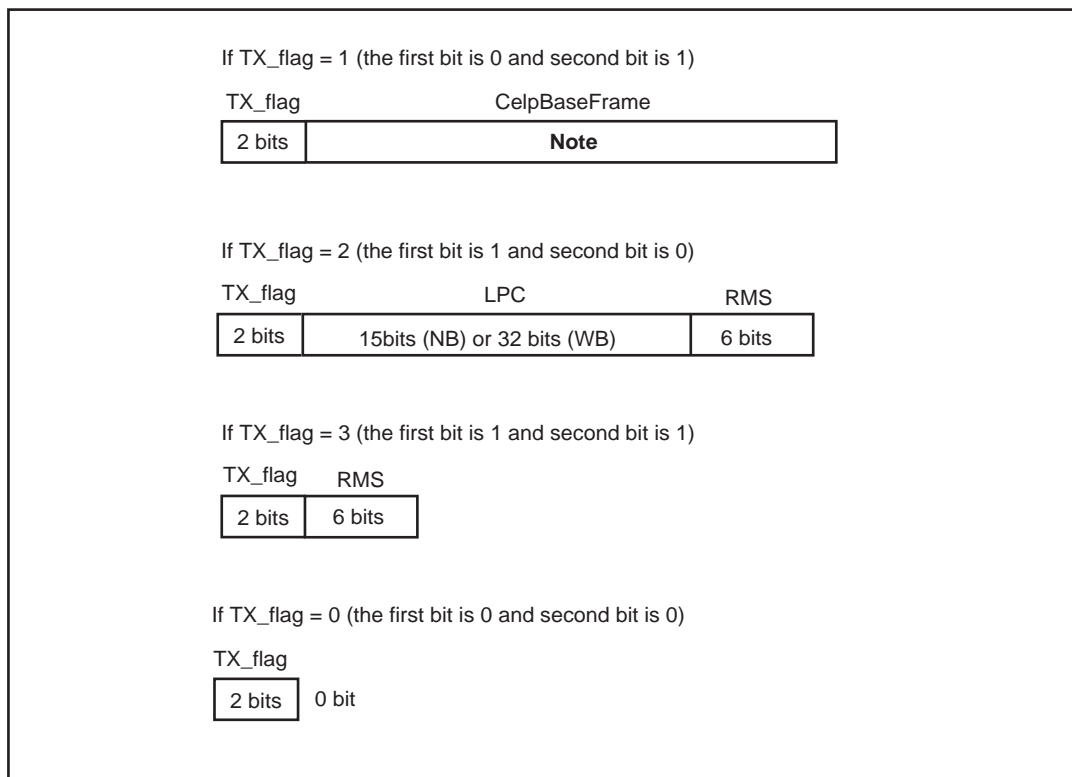 If TX_flag = 1 (the first bit is 0 and second bit is 1)
TX_flag CelpBaseFrame
2 bits Note
If TX_flag = 2 (the first bit is 1 and second bit is 0)
TX_flag LPC RMS
2 bits 15bits (NB) or 32 bits (WB) 6 bits
If TX_flag = 3 (the first bit is 1 and second bit is 1)
TX_flag RMS
2 bits 6 bits
If TX_flag = 0 (the first bit is 0 and second bit is 0)
TX_flag
2 bits 0 bit